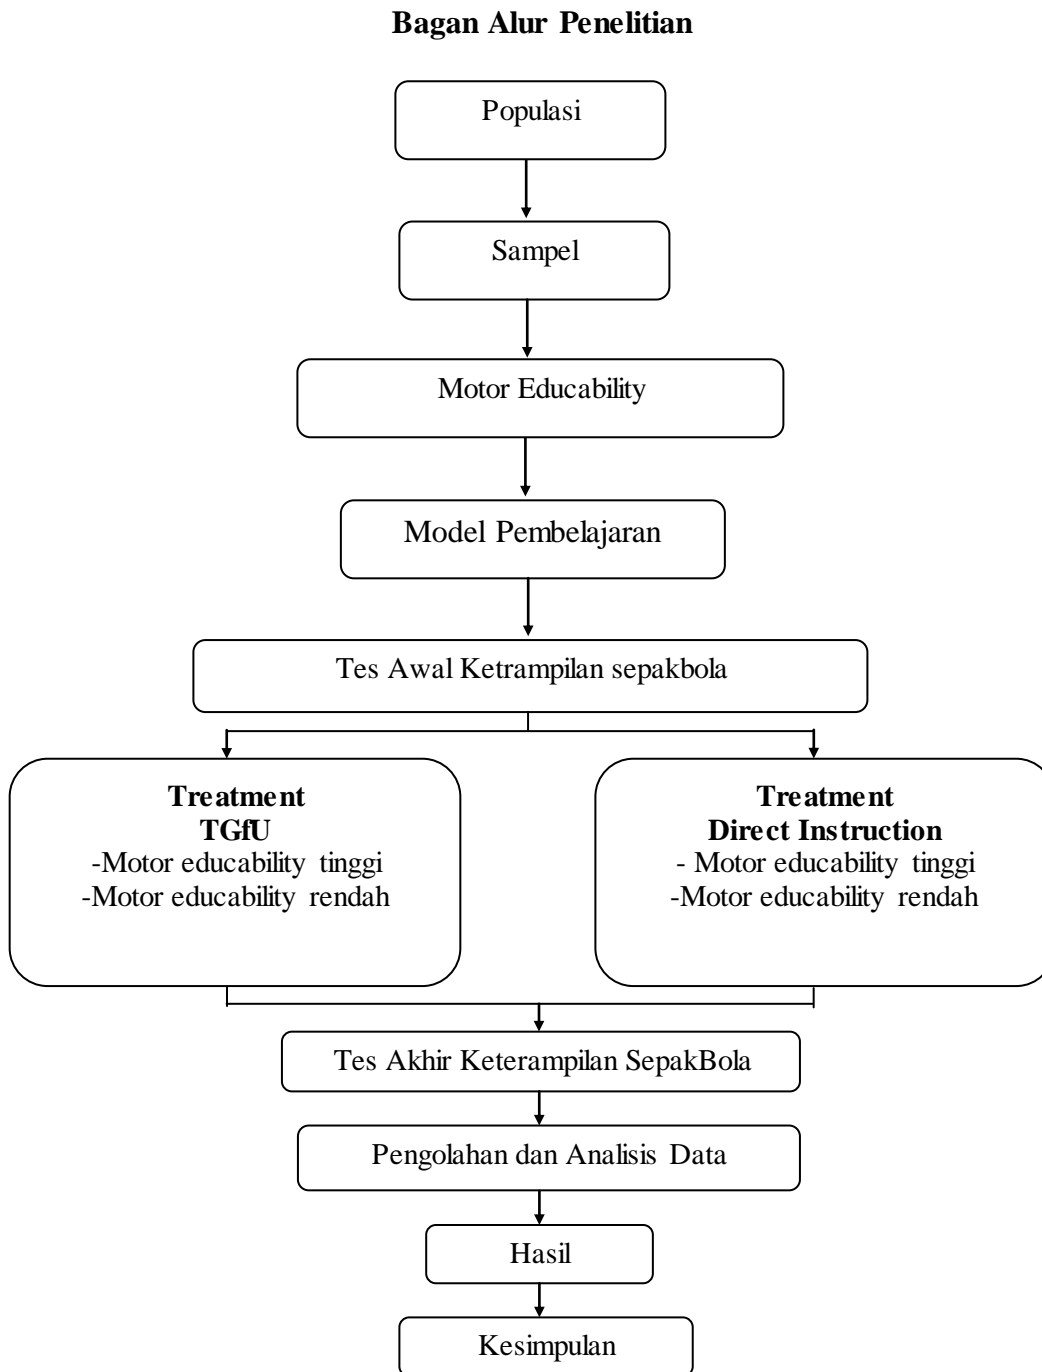 Bagan Alur Penelitian
Populasi
Sampel
Motor Educability
Model Pembelajaran
Tes Awal Ketrampilan sepakbola
Treatment
TGfU
-Motor educability tinggi
-Motor educability rendah
Treatment
Direct Instruction
- Motor educability tinggi
-Motor educability rendah
Tes Akhir Keterampilan SepakBola
Pengolahan dan Analisis Data
Hasil
Kesimpulan